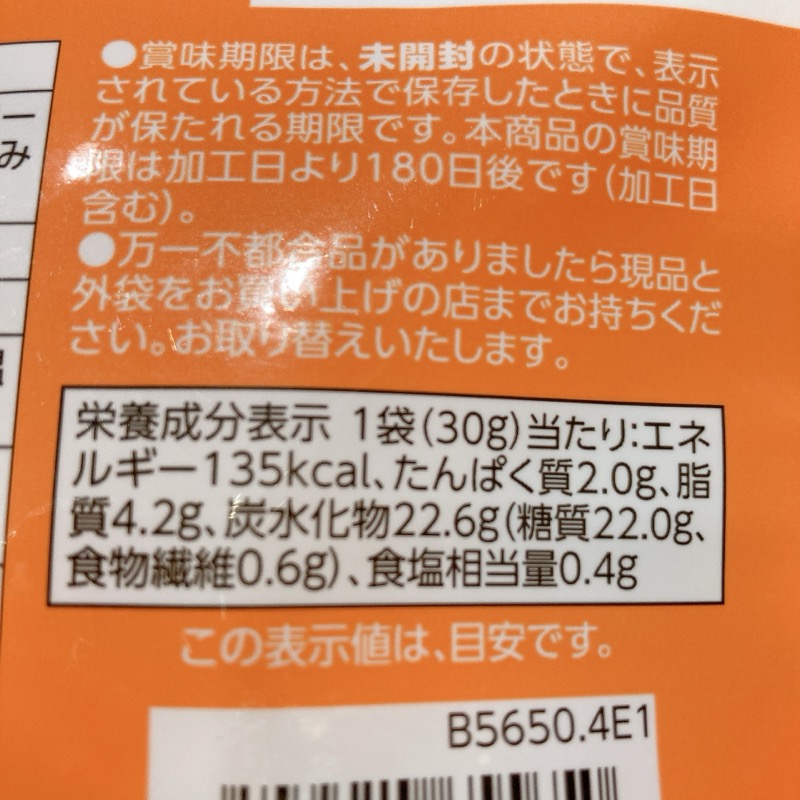 ●賞味期限は、未開封の状態で、表示
されている方法で保存したときに品質
が保たれる期限です。本商品の賞味期
限は加工日より180日後です(加工日
含む)。
●万一不都合品がありましたら現品と
外袋をお買い上げの店までお持ちくだ
さい。お取り替えいたします。
栄養成分表示 1袋(30g)当たり:エネ
ルギー135kcal、たんぱく質2.0g、脂
質4.2g、炭水化物22.6g(糖質22.0g、
食物繊維0.6g)、食塩相当量0.4g
この表示値は、目安です。
B5650.4E1
ー
み